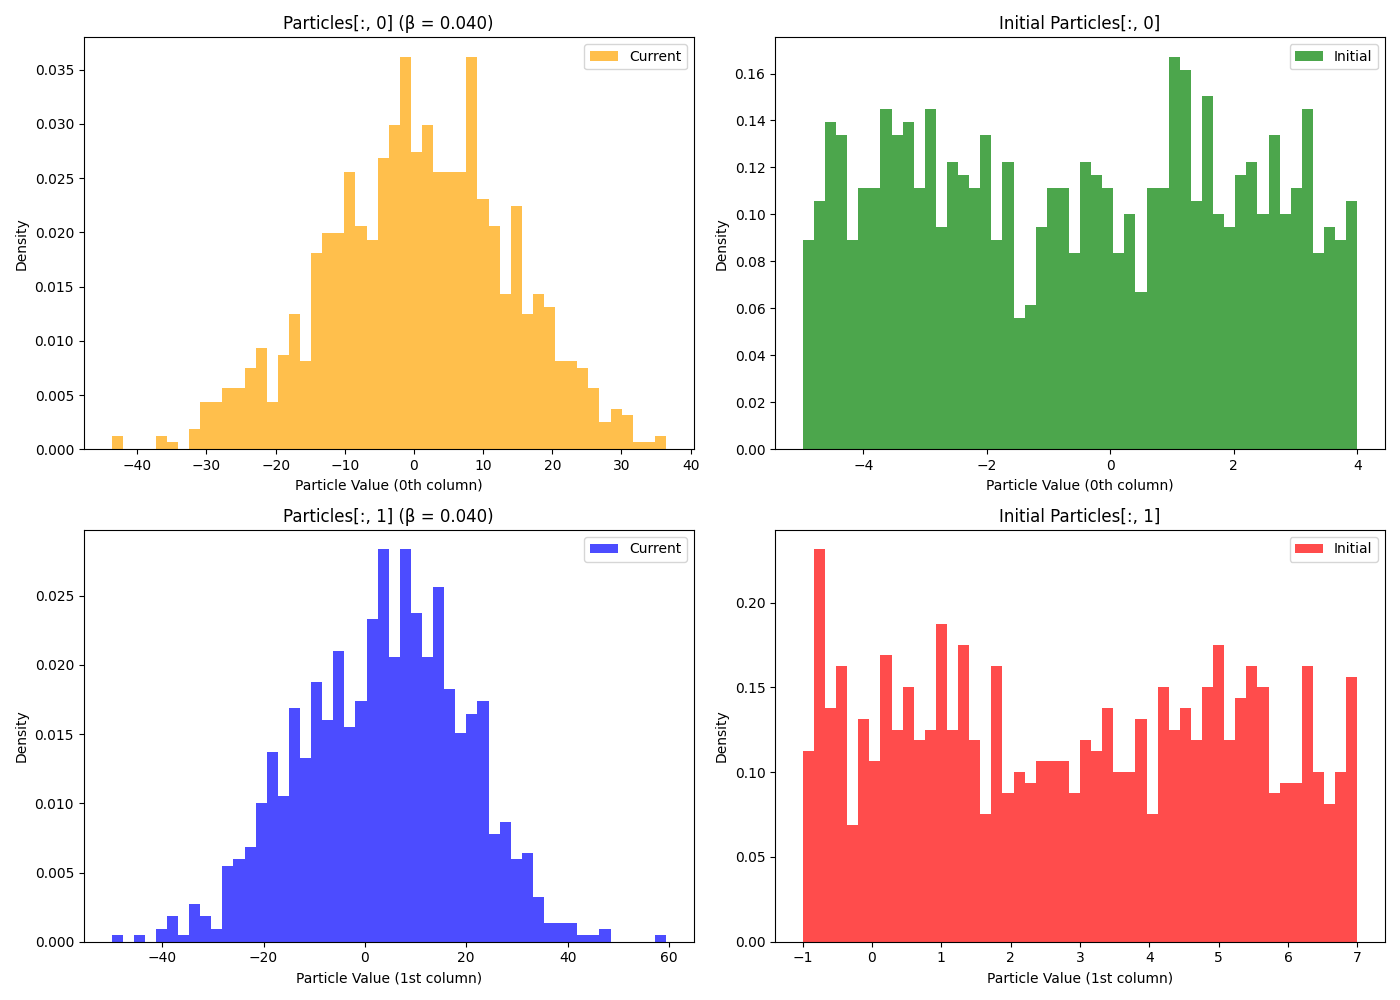 Particles[:, 0] (β = 0.040)
Current
Density
0.035
0.030
0.025
0.020
0.015
0.010
0.005
0.000
−40 −30 −20 −10 0 10 20 30 40
Particle Value (0th column)
Initial Particles[:, 0]
Initial
Density
0.16
0.14
0.12
0.10
0.08
0.06
0.04
0.02
0.00
−4 −2 0 2 4
Particle Value (0th column)
Particles[:, 1] (β = 0.040)
Current
Density
0.025
0.020
0.015
0.010
0.005
0.000
−40 −20 0 20 40 60
Particle Value (1st column)
Initial Particles[:, 1]
Initial
Density
0.20
0.15
0.10
0.05
0.00
−1 0 1 2 3 4 5 6 7
Particle Value (1st column)